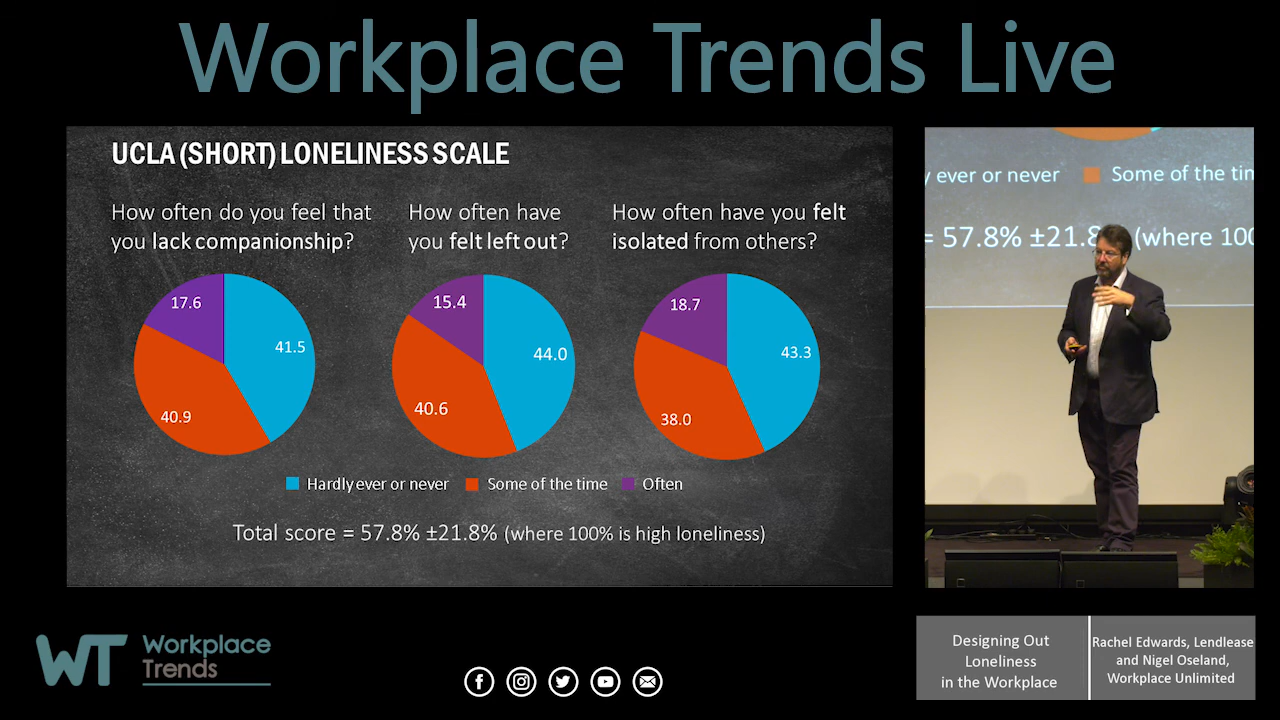 Workplace Trends Live
UCLA (SHORT) LONELINESS SCALE
How often do you feel that
you lack companionship?
How often have
you felt left out?
How often have you felt
isolated from others?
17.6
41.5
40.9
15.4
44.0
40.6
18.7
43.3
38.0
Hardly ever or never
Some of the time
Often
Total score = 57.8% ±21.8% (where 100% is high loneliness)
y ever or never
Some of the tin
= 57.8% ±21.8
(where 100
WT
Workplace
Trends
Designing Out
Loneliness
in the Workplace
Rachel Edwards, Lendlease
and Nigel Oseland,
Workplace Unlimited